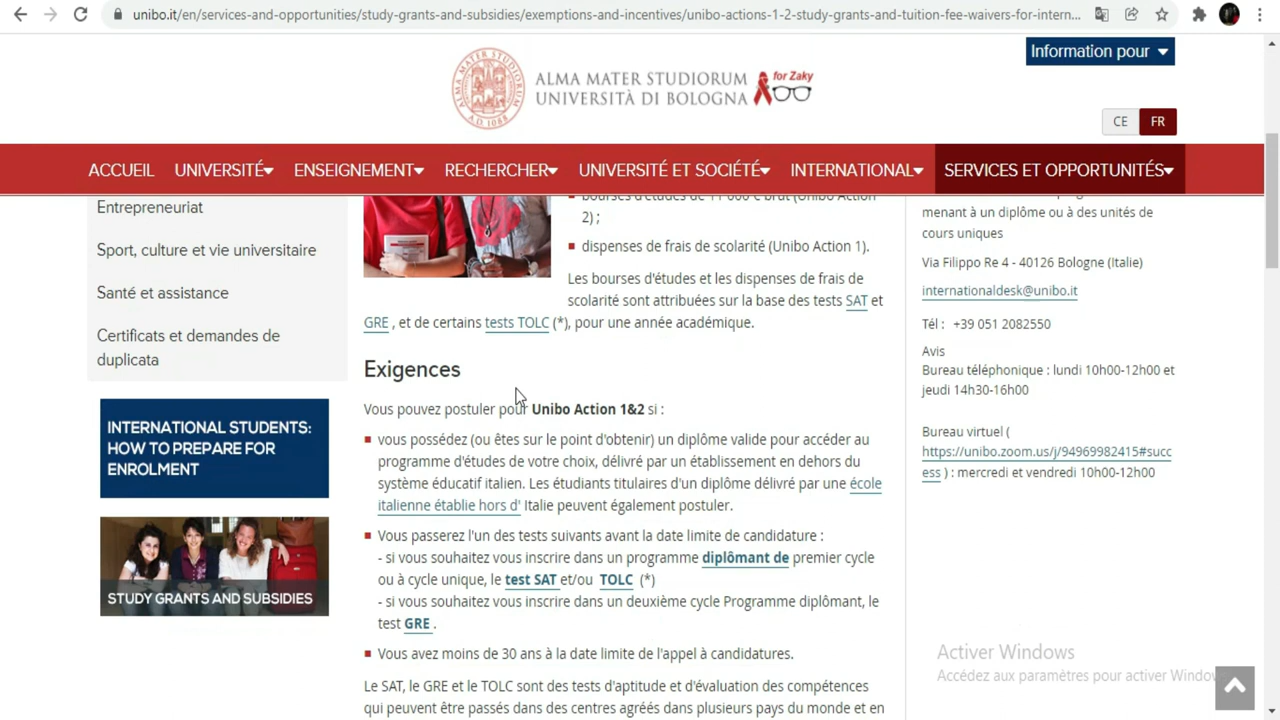 unibo.it/en/services-and-opportunities/study-grants-and-subsidies/exemptions-and-incentives/unibo-actions-1-2-study-grants-and-tuition-fee-waivers-for-intern...
Information pour
ALMA MATER STUDIORUM
UNIVERSITÀ DI BOLOGNA
for Zaky
A.D. 1088
CE FR
ACCUEIL UNIVERSITÉ ENSEIGNEMENT RECHERCHER UNIVERSITÉ ET SOCIÉTÉ INTERNATIONAL SERVICES ET OPPORTUNITÉS
Entrepreneuriat
Sport, culture et vie universitaire
Santé et assistance
Certificats et demandes de
duplicata
INTERNATIONAL STUDENTS:
HOW TO PREPARE FOR
ENROLMENT
STUDY GRANTS AND SUBSIDIES
bourses d'études de 11 000 € brut (Unibo Action
2) ;
dispenses de frais de scolarité (Unibo Action 1).
Les bourses d'études et les dispenses de frais de
scolarité sont attribuées sur la base des tests SAT et
GRE , et de certains tests TOLC (*), pour une année académique.
Exigences
Vous pouvez postuler pour Unibo Action 1&2 si :
vous possédez (ou êtes sur le point d'obtenir) un diplôme valide pour accéder au
programme d'études de votre choix, délivré par un établissement en dehors du
système éducatif italien. Les étudiants titulaires d'un diplôme délivré par une école
italienne établie hors d' Italie peuvent également postuler.
Vous passerez l'un des tests suivants avant la date limite de candidature :
- si vous souhaitez vous inscrire dans un programme diplômant de premier cycle
ou à cycle unique, le test SAT et/ou TOLC (*)
- si vous souhaitez vous inscrire dans un deuxième cycle Programme diplômant, le
test GRE .
Vous avez moins de 30 ans à la date limite de l'appel à candidatures.
Le SAT, le GRE et le TOLC sont des tests d'aptitude et d'évaluation des compétences
qui peuvent être passés dans des centres agréés dans plusieurs pays du monde et en
menant à un diplôme ou à des unités de
cours uniques
Via Filippo Re 4 - 40126 Bologne (Italie)
internationaldesk@unibo.it
Tél : +39 051 2082550
Avis
Bureau téléphonique : lundi 10h00-12h00 et
jeudi 14h30-16h00
Bureau virtuel (
https://unibo.zoom.us/j/94969982415#succ
ess ) : mercredi et vendredi 10h00-12h00
Activer Windows
Accédez aux paramètres pour activer Windo